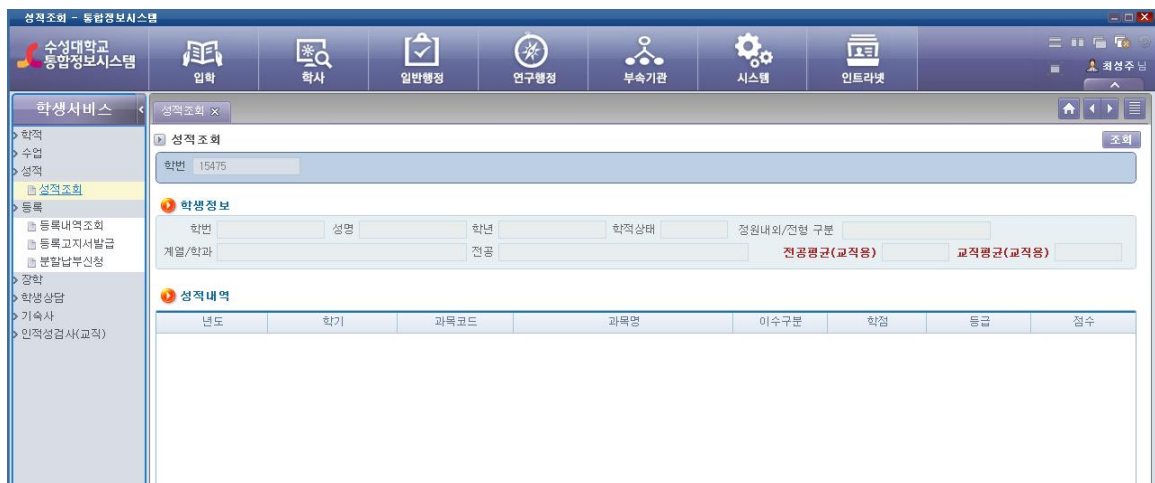 성적조회 - 통합정보시스템
수성대학교
통합정보시스템
입학
학사
일반행정
연구행정
부속기관
시스템
인트라넷
최성주 님
학생서비스
성적조회
학적
수업
성적
성적조회
등록
등록내역조회
등록고지서발급
분할납부신청
장학
학생상담
기숙사
인적성검사(교직)
성적조회 조회
학번 15475
학생정보
학번 성명 학년 학적상태 정원내외/전형 구분
계열/학과 전공 전공평균(교직용) 교직평균(교직용)
성적내역
년도 학기 과목코드 과목명 이수구분 학점 등급 점수